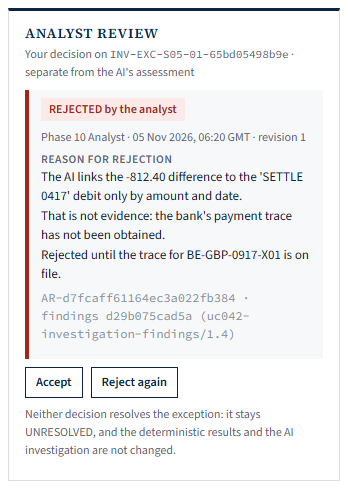 ANALYST REVIEW
Your decision on INV-EXC-S05-01-65bd05498b9e ·
separate from the AI's assessment
REJECTED by the analyst
Phase 10 Analyst · 05 Nov 2026, 06:20 GMT · revision 1
REASON FOR REJECTION
The AI links the -812.40 difference to the 'SETTLE
0417' debit only by amount and date.
That is not evidence: the bank's payment trace
has not been obtained.
Rejected until the trace for BE-GBP-0917-X01 is on
file.
AR-d7fcaff61164ec3a022fb384 ·
findings d29b075cad5a (uc042-
investigation-findings/1.4)
Accept
Reject again
Neither decision resolves the exception: it stays
UNRESOLVED, and the deterministic results and the AI
investigation are not changed.